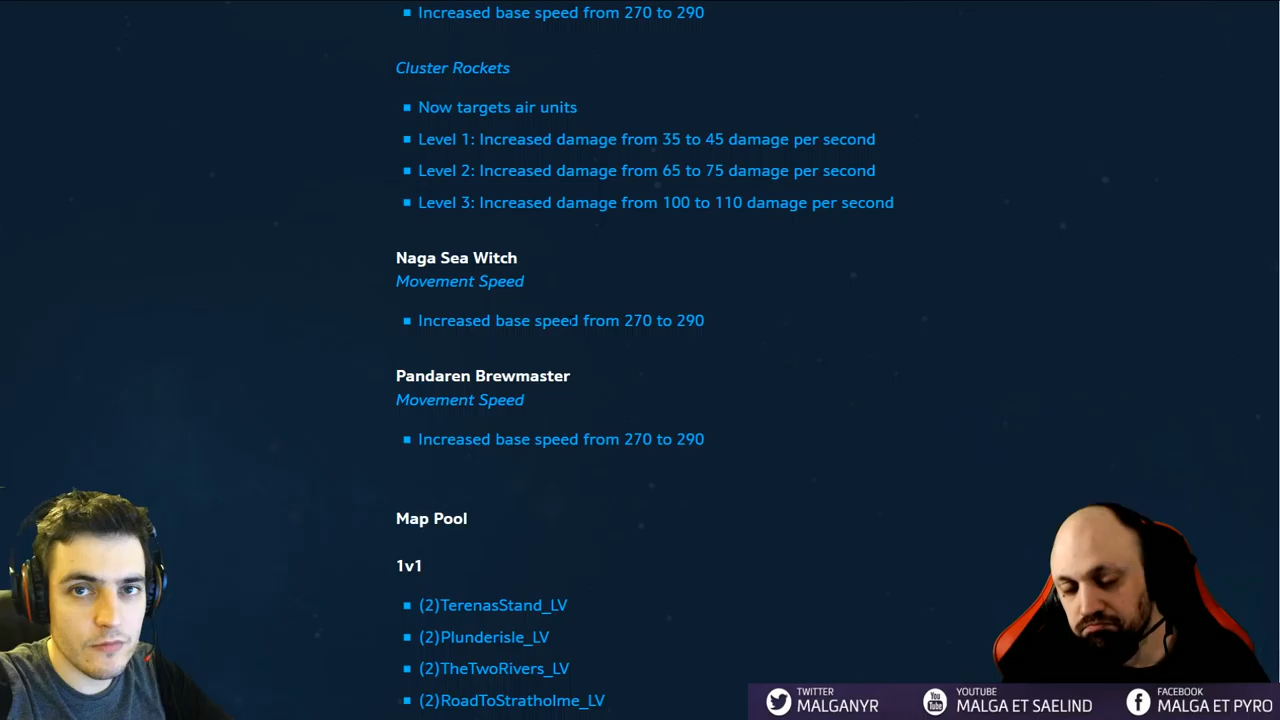 Increased base speed from 270 to 290
Cluster Rockets
Now targets air units
Level 1: Increased damage from 35 to 45 damage per second
Level 2: Increased damage from 65 to 75 damage per second
Level 3: Increased damage from 100 to 110 damage per second
Naga Sea Witch
Movement Speed
Increased base speed from 270 to 290
Pandaren Brewmaster
Movement Speed
Increased base speed from 270 to 290
Map Pool
1v1
(2)TerenasStand_LV
(2)Plunderisle_LV
(2)TheTwoRivers_LV
(2)RoadToStratholme_LV
TWITTER
MALGANYR
You Tube
YOUTUBE
MALGA ET SAELIND
FACEBOOK
MALGA ET PYRO